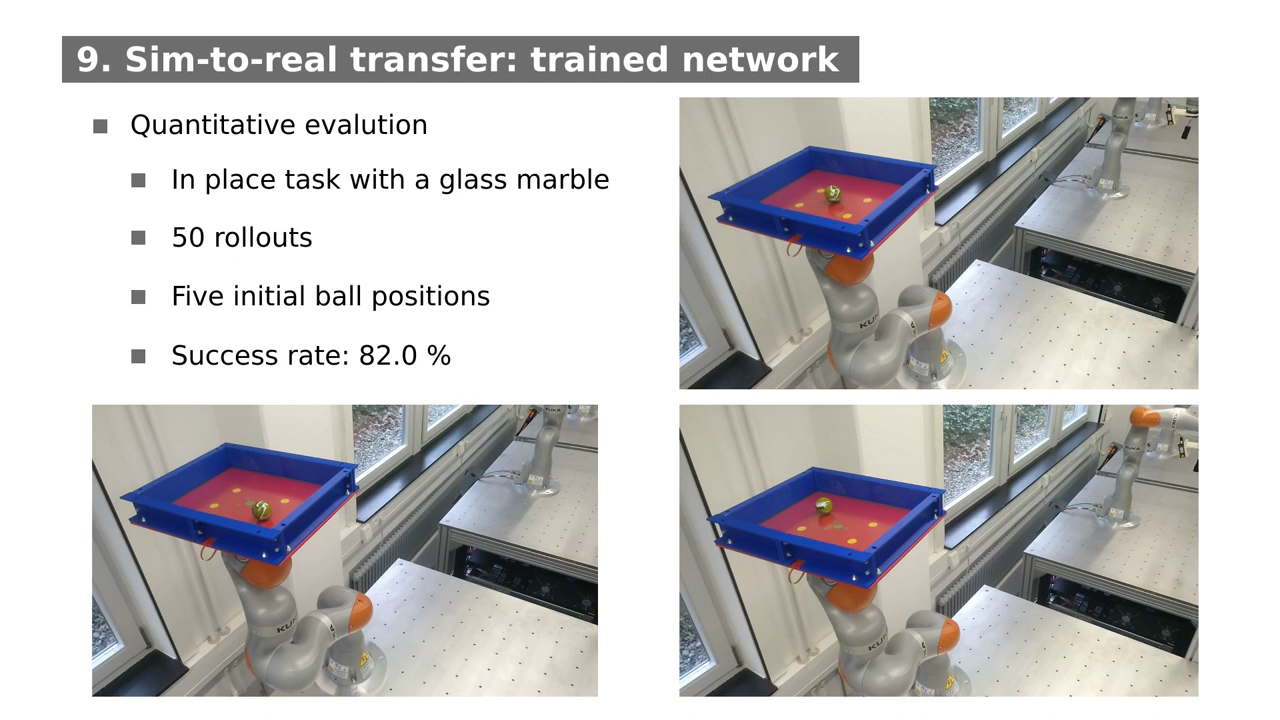 9. Sim-to-real transfer: trained network
Quantitative evalution
In place task with a glass marble
50 rollouts
Five initial ball positions
Success rate: 82.0 %